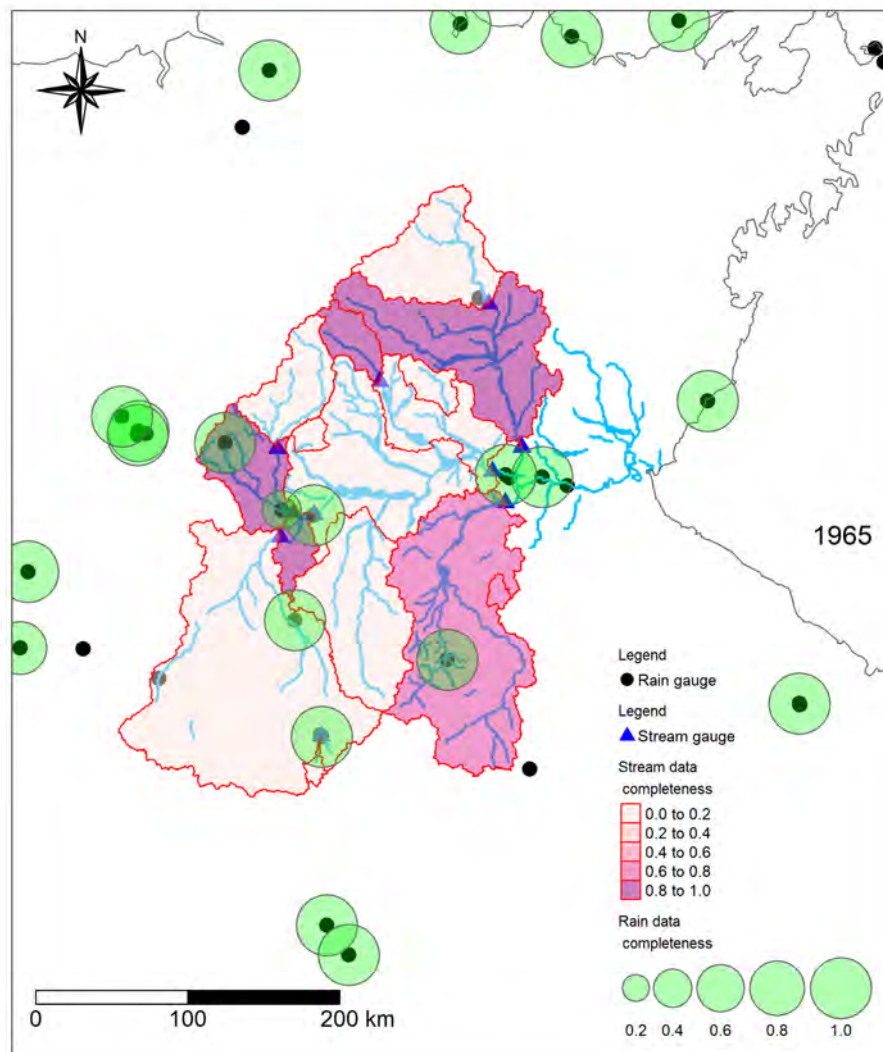 N
1965
Legend
Rain gauge
Legend
Stream gauge
Stream data
completeness
0.0 to 0.2
0.2 to 0.4
0.4 to 0.6
0.6 to 0.8
0.8 to 1.0
Rain data
completeness
0.2 0.4 0.6 0.8 1.0
0 100 200 km